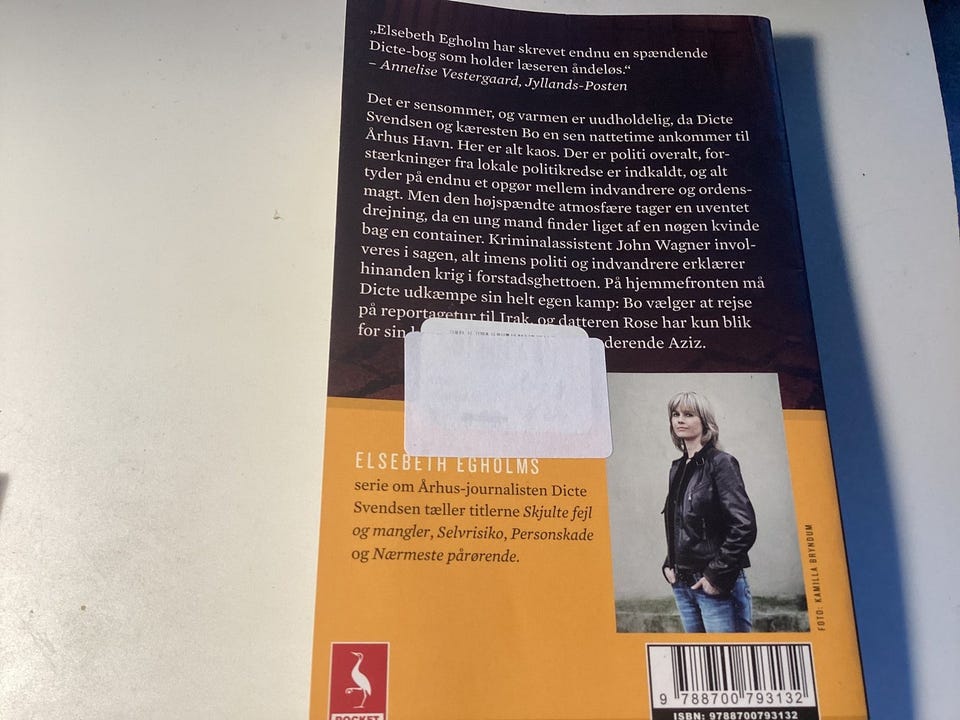 „Elsebeth Egholm har skrevet endnu en spændende
Dicte-bog som holder læseren åndeløs.“
– Annelise Vestergaard, Jyllands-Posten
Det er sensommer, og varmen er uudholdelig, da Dicte
Svendsen og kæresten Bo en sen nattetime ankommer til
Århus Havn. Her er alt kaos. Der er politi overalt, for-
stærkninger fra lokale politikredse er indkaldt, og alt
tyder på endnu et opgør mellem indvandrere og ordens-
magt. Men den højspændte atmosfære tager en uventet
drejning, da en ung mand finder liget af en nøgen kvinde
bag en container. Kriminalassistent John Wagner invol-
veres i sagen, alt imens politi og indvandrere erklærer
hinanden krig i forstadsghettoen. På hjemmefronten må
Dicte udkæmpe sin helt egen kamp: Bo vælger at rejse
på reportagetur til Irak, og datteren Rose har kun blik
for sin derende Aziz.
ELSEBETH EGHOLMS
serie om Århus-journalisten Dicte
Svendsen tæller titlerne Skjulte fejl
og mangler, Selvrisiko, Personskade
og Nærmeste pårørende.
FOTO: KAMILLA BRYNDUM
POCKET
9 788700 793132
ISBN: 9788700793132